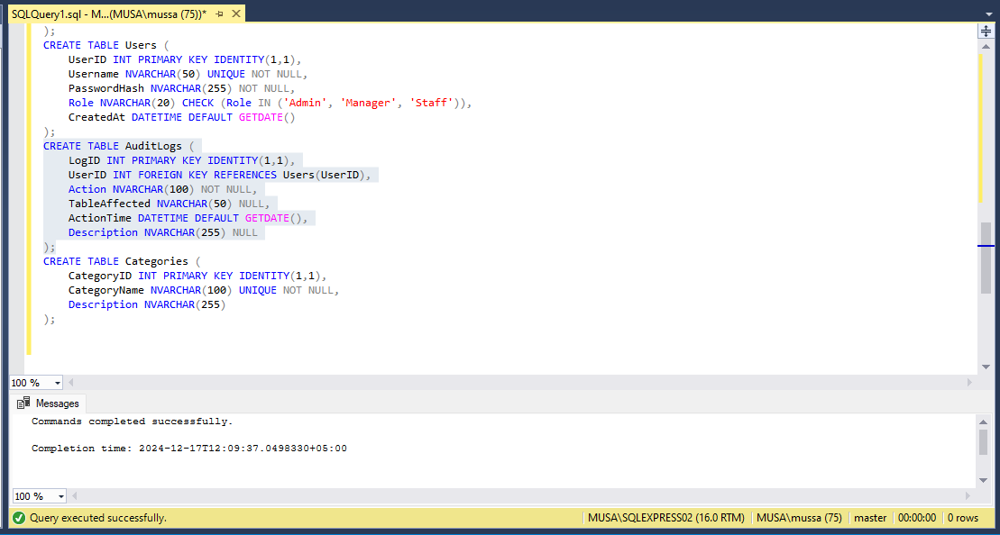 SQLQuery1.sql - M...(MUSA\mussa (75))*
);
CREATE TABLE Users (
    UserID INT PRIMARY KEY IDENTITY(1,1),
    Username NVARCHAR(50) UNIQUE NOT NULL,
    PasswordHash NVARCHAR(255) NOT NULL,
    Role NVARCHAR(20) CHECK (Role IN ('Admin', 'Manager', 'Staff')),
    CreatedAt DATETIME DEFAULT GETDATE()
);
CREATE TABLE AuditLogs (
    LogID INT PRIMARY KEY IDENTITY(1,1),
    UserID INT FOREIGN KEY REFERENCES Users(UserID),
    Action NVARCHAR(100) NOT NULL,
    TableAffected NVARCHAR(50) NULL,
    ActionTime DATETIME DEFAULT GETDATE(),
    Description NVARCHAR(255) NULL
);
CREATE TABLE Categories (
    CategoryID INT PRIMARY KEY IDENTITY(1,1),
    CategoryName NVARCHAR(100) UNIQUE NOT NULL,
    Description NVARCHAR(255)
);
100 %
Messages
Commands completed successfully.
Completion time: 2024-12-17T12:09:37.0498330+05:00
100 %
Query executed successfully. MUSA\SQLEXPRESS02 (16.0 RTM) MUSA\mussa (75) master 00:00:00 0 rows